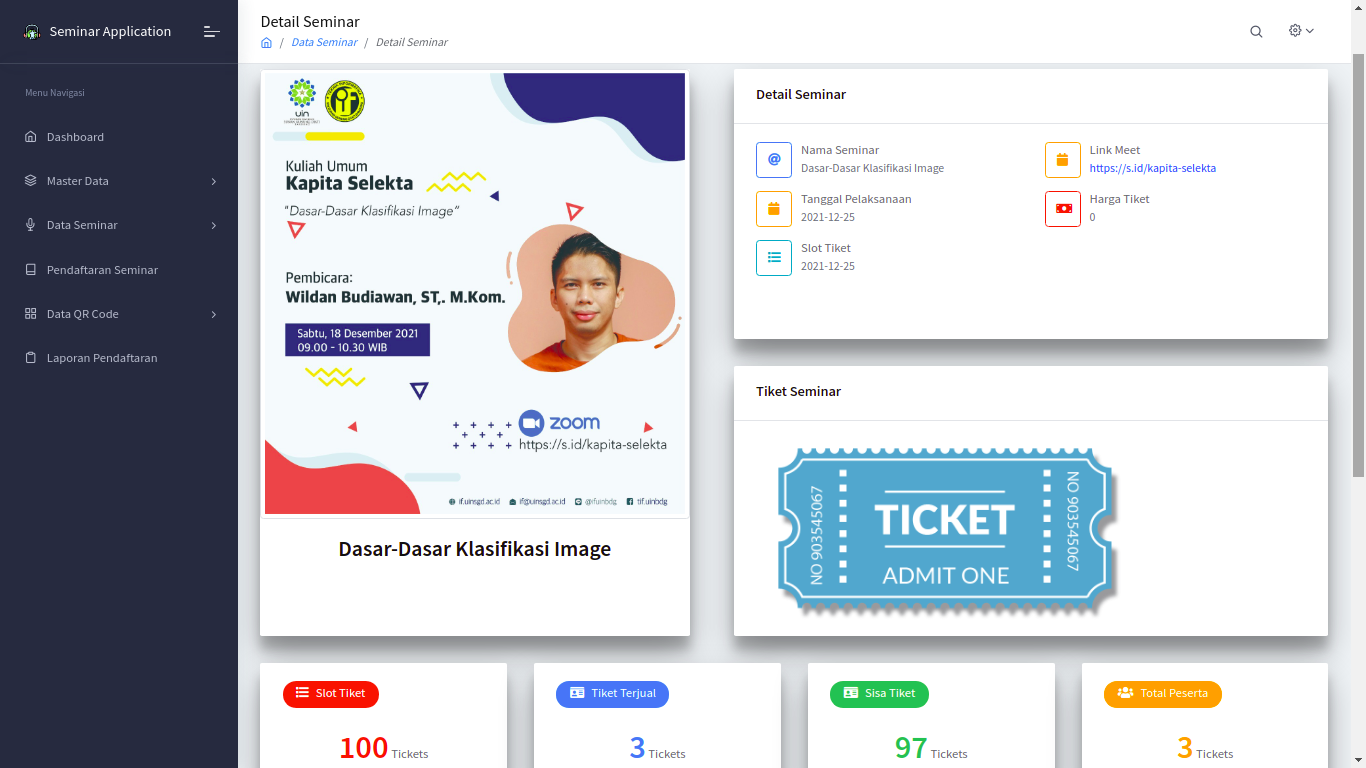 Seminar Application
Menu Navigasi
Dashboard
Master Data
Data Seminar
Pendaftaran Seminar
Data QR Code
Laporan Pendaftaran
Detail Seminar
/ Data Seminar / Detail Seminar
uin
Kuliah Umum
Kapita Selekta
"Dasar-Dasar Klasifikasi Image"
Pembicara:
Wildan Budiawan, ST,. M.Kom.
Sabtu, 18 Desember 2021
09.00 - 10.30 WIB
zoom
https://s.id/kapita-selekta
if.uinsgd.ac.id if@uinsgd.ac.id @ifuinbdg tif.uinbdg
Dasar-Dasar Klasifikasi Image
Detail Seminar
Nama Seminar
Dasar-Dasar Klasifikasi Image
Link Meet
https://s.id/kapita-selekta
Tanggal Pelaksanaan
2021-12-25
Harga Tiket
0
Slot Tiket
2021-12-25
Tiket Seminar
NO 903545067
TICKET
ADMIT ONE
NO 903545067
Slot Tiket
100 Tickets
Tiket Terjual
3 Tickets
Sisa Tiket
97 Tickets
Total Peserta
3 Tickets